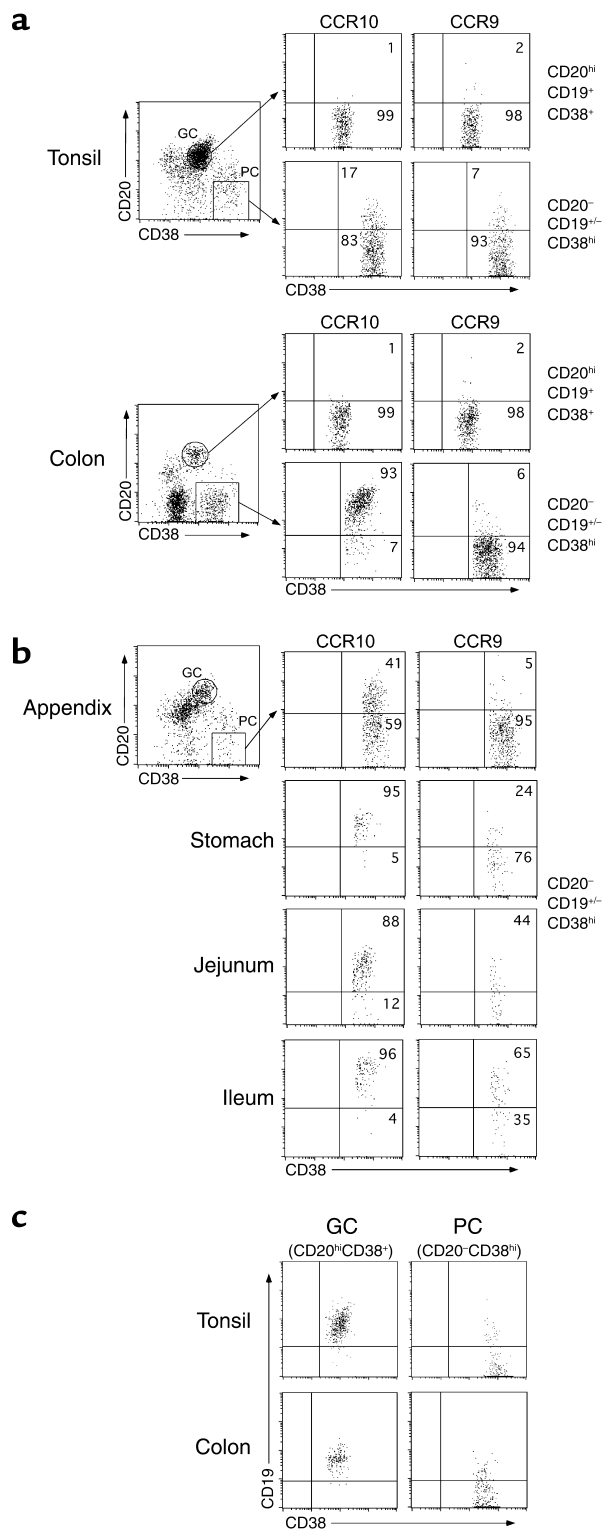 a
CCR10 CCR9
1 2
CD20hi
CD19+
CD38+
99 98
GC
Tonsil
PC
CD20
17 7
CD20–
CD19+/–
CD38hi
83 93
CD38
CD38
CCR10 CCR9
1 2
CD20hi
CD19+
CD38+
99 98
Colon
CD20
93 6
CD20–
CD19+/–
CD38hi
7 94
CD38
CD38
b
CCR10 CCR9
GC
41 5
Appendix
PC
59 95
CD20
CD38
95 24
Stomach
5 76
CD20–
CD19+/–
CD38hi
88 44
Jejunum
12
96 65
Ileum
4 35
CD38
c
GC PC
(CD20hiCD38+) (CD20–CD38hi)
Tonsil
Colon
CD19
CD38